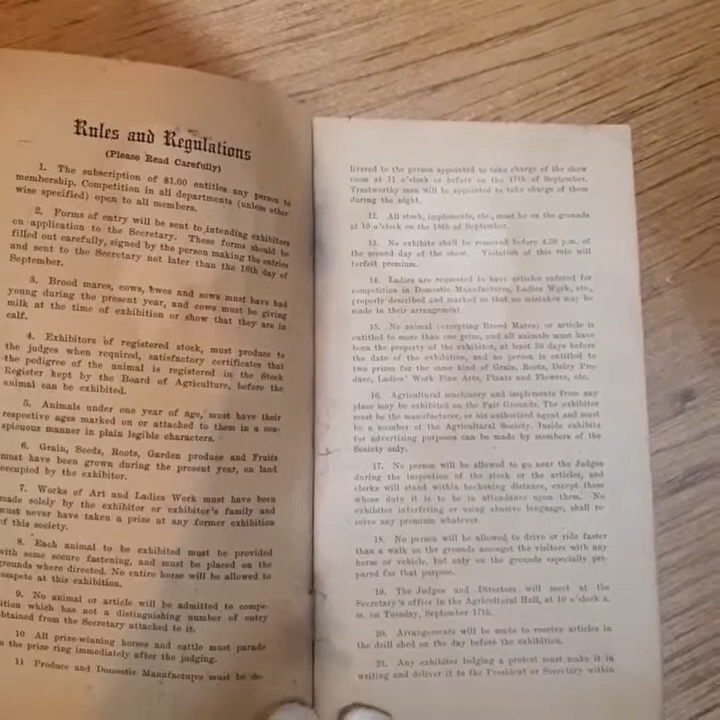 Rules and Regulations
(Please Read Carefully)
1. The subscription of $1.00 entitles any person to
membership. Competition in all departments (unless other
wise specified) open to all members.
2. Forms of entry will be sent to intending exhibitors
on application to the Secretary. These forms should be
filled out carefully, signed by the person making the entries
and sent to the Secretary not later than the 16th day of
September.
3. Brood mares, cows, ewes and sows must have had
young during the present year, and cows must be giving
milk at the time of exhibition or show that they are in
calf.
4. Exhibitors of registered stock, must produce to
the judges when required, satisfactory certificates that
the pedigree of the animal is registered in the Stock
Register kept by the Board of Agriculture, before the
animal can be exhibited.
5. Animals under one year of age, must have their
respective ages marked on or attached to them in a con-
spicuous manner in plain legible characters.
6. Grain, Seeds, Roots, Garden produce and Fruits
must have been grown during the present year, on land
occupied by the exhibitor.
7. Works of Art and Ladies Work must have been
made solely by the exhibitor or exhibitor's family and
must never have taken a prize at any former exhibition
of this society.
8. Each animal to be exhibited must be provided
with some secure fastening, and must be placed on the
grounds where directed. No entire horse will be allowed to
compete at this exhibition.
9. No animal or article will be admitted to compe-
tition which has not a distinguishing number of entry
obtained from the Secretary attached to it.
10 All prize-winning horses and cattle must parade
in the prize ring immediately after the judging.
11 Produce and Domestic Manufactures must be de-
livered to the person appointed to take charge of the show
room at 11 o'clock or before on the 17th of September.
Trustworthy men will be appointed to take charge of them
during the night.
12. All stock, implements, etc., must be on the grounds
at 10 o'clock on the 18th of September.
13. No exhibits shall be removed before 4.30 p.m. of
the second day of the show. Violation of this rule will
forfeit premium.
14. Ladies are requested to have articles entered for
competition in Domestic Manufactures, Ladies Work, etc.,
properly described and marked so that no mistakes may be
made in their arrangement.
15. No animal (excepting Brood Mares) or article is
entitled to more than one prize, and all animals must have
been the property of the exhibitor, at least 30 days before
the date of the exhibition, and no person is entitled to
two prizes for the same kind of Grain, Roots, Dairy Pro-
duce, Ladies' Work Fine Arts, Plants and Flowers, etc.
16. Agricultural machinery and implements from any
place may be exhibited on the Fair Grounds. The exhibitor
must be the manufacturer, or his authorized agent and must
be a member of the Agricultural Society. Inside exhibits
for advertising purposes can be made by members of the
Society only.
17. No person will be allowed to go near the Judges
during the inspection of the stock or the articles, and
clerks will stand within beckoning distance, except those
whose duty it is to be in attendance upon them. No
exhibitor interfering or using abusive language, shall re-
ceive any premium whatever.
18. No person will be allowed to drive or ride faster
than a walk on the grounds amongst the visitors with any
horse or vehicle, but only on the grounds especially pre-
pared for that purpose.
19. The Judges and Directors will meet at the
Secretary's office in the Agricultural Hall, at 10 o'clock a.
m. on Tuesday, September 17th.
20. Arrangements will be made to receive articles in
the drill shed on the day before the exhibition.
21. Any exhibitor lodging a protest must make it in
writing and deliver it to the President or Secretary within